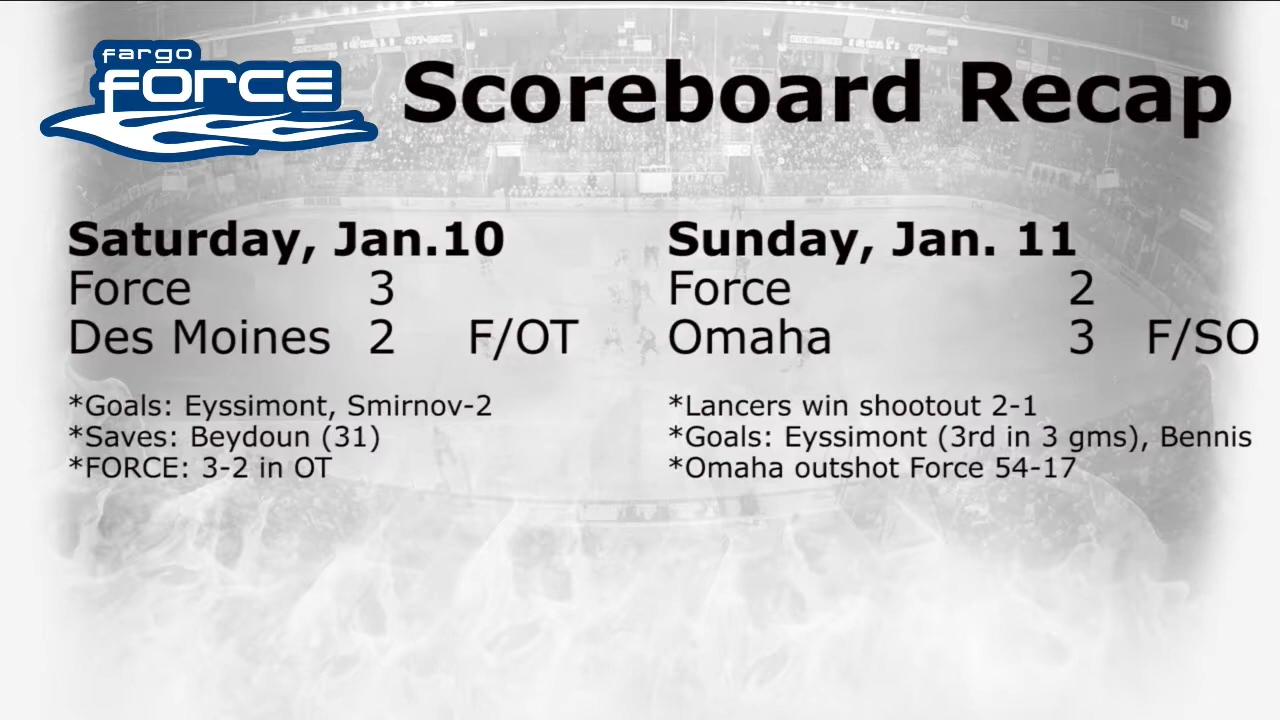 fargo
FORCE
Scoreboard Recap
Saturday, Jan.10
Force 3
Des Moines 2 F/OT
*Goals: Eyssimont, Smirnov-2
*Saves: Beydoun (31)
*FORCE: 3-2 in OT
Sunday, Jan. 11
Force 2
Omaha 3 F/SO
*Lancers win shootout 2-1
*Goals: Eyssimont (3rd in 3 gms), Bennis
*Omaha outshot Force 54-17